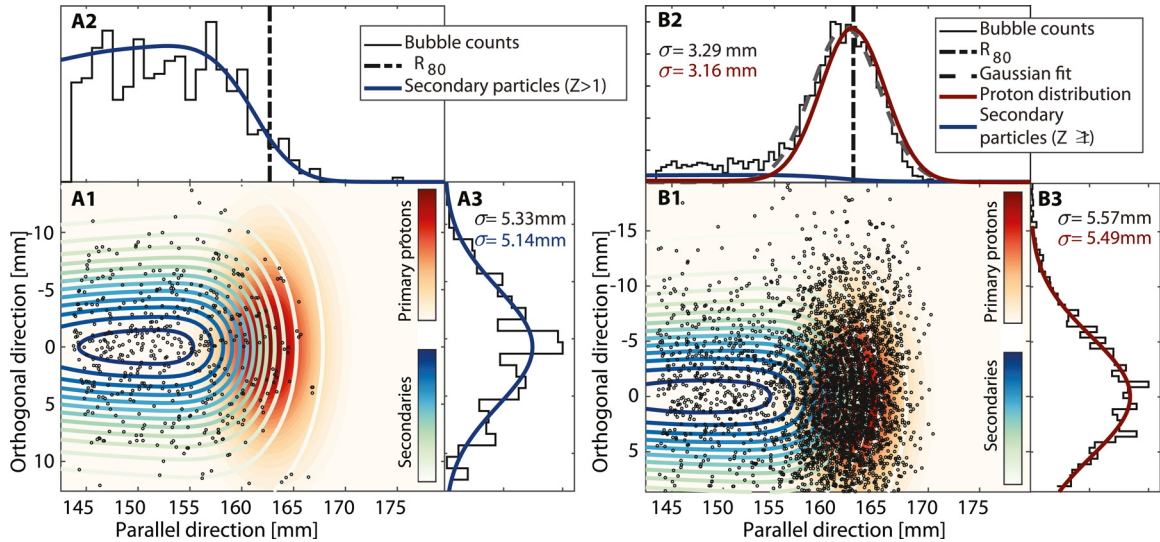 A2
Bubble counts
R80
Secondary particles (Z>1)
A1
Primary protons
Secondaries
A3
σ= 5.33mm
σ= 5.14mm
Orthogonal direction [mm]
-10
-5
0
5
10
145
150
155
160
165
170
175
Parallel direction [mm]
B2
σ= 3.29 mm
σ= 3.16 mm
Bubble counts
R80
Gaussian fit
Proton distribution
Secondary
particles (Z
B1
Primary protons
Secondaries
B3
σ=5.57mm
σ=5.49mm
Orthogonal direction [mm]
-15
-10
-5
0
5
145
150
155
160
165
170
175
Parallel direction [mm]